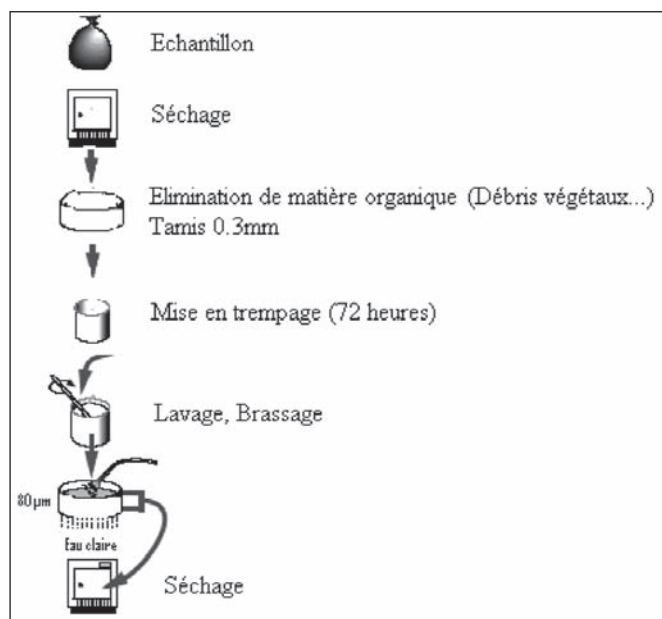 Echantillon
Séchage
Elimination de matière organique (Débris végétaux...)
Tamis 0.3mm
Mise en trempage (72 heures)
Lavage, Brassage
80µm
Eau claire
Séchage